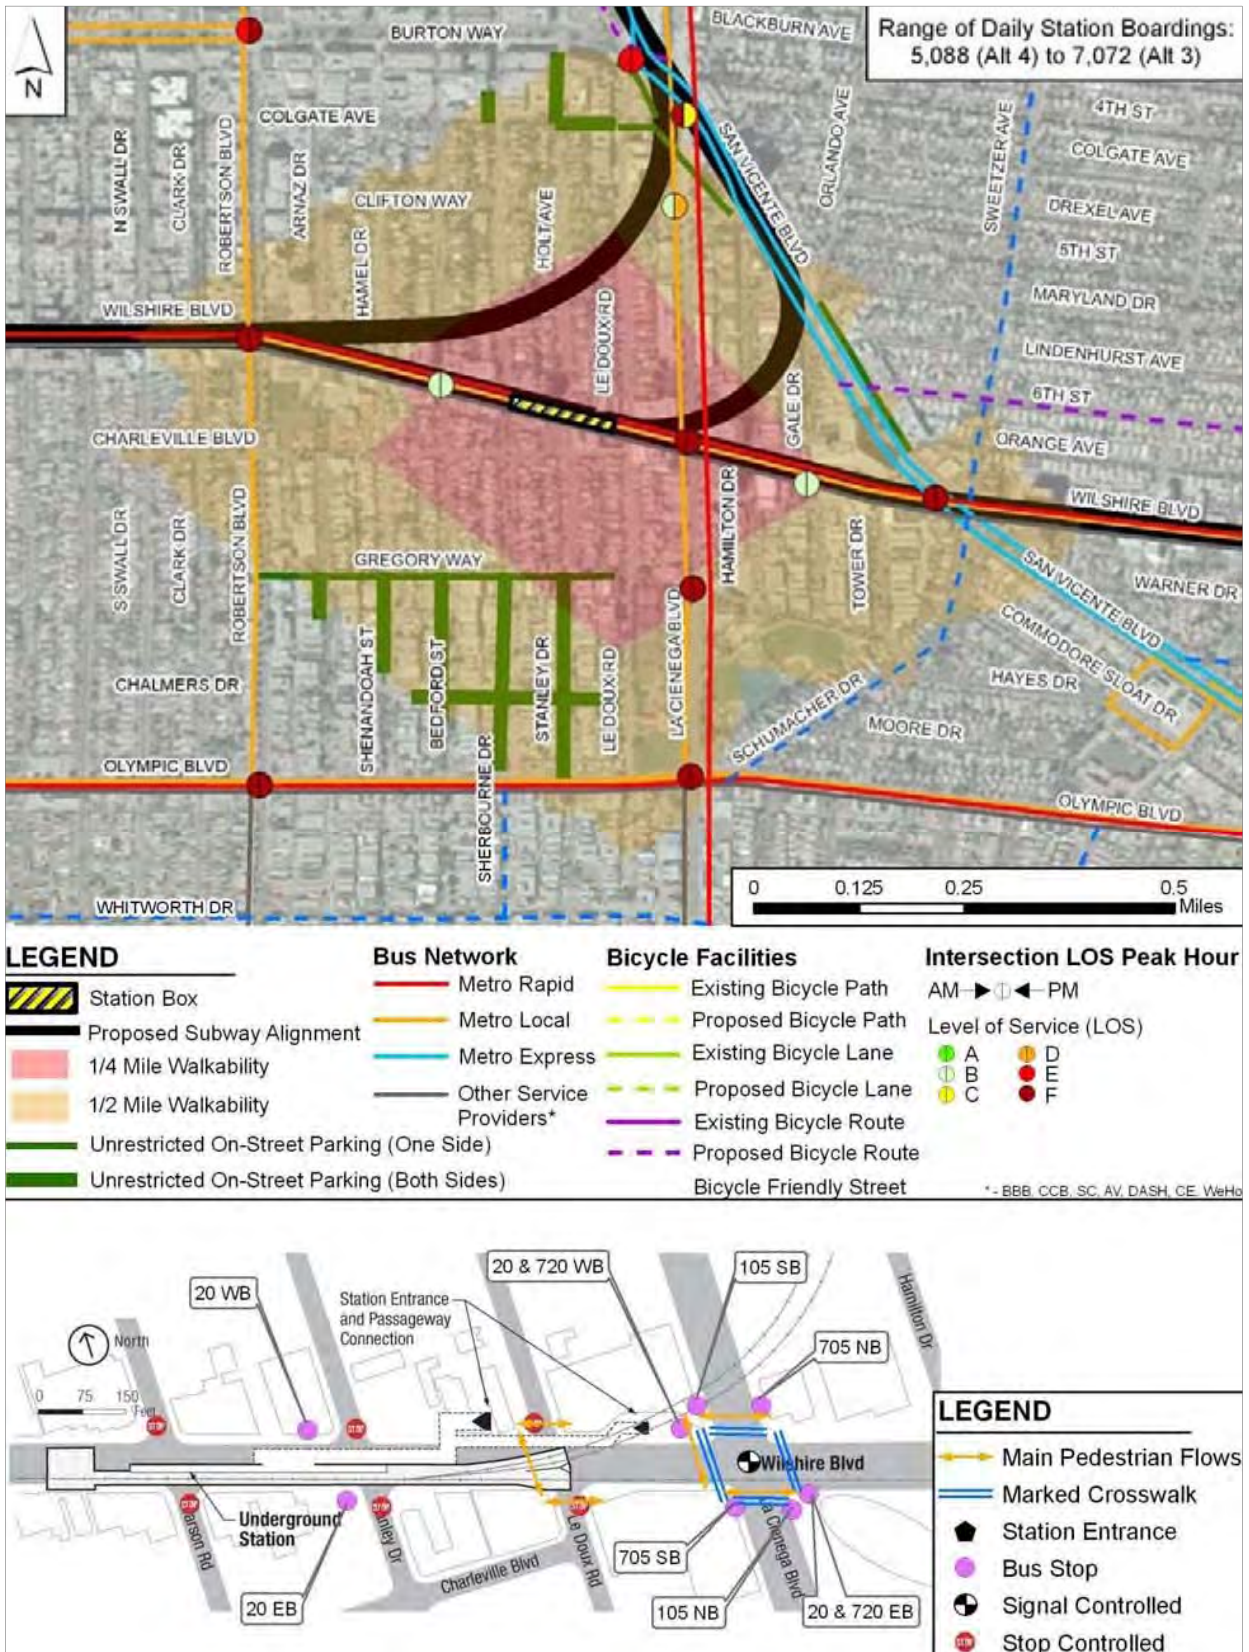 BURTON WAY
BLACKBURN AVE
Range of Daily Station Boardings:
5,088 (Alt 4) to 7,072 (Alt 3)
N
COLGATE AVE
N SWALL DR
CLARK DR
ROBERTSON BLVD
ARNAZ DR
CLIFTON WAY
HAMEL DR
HOLT AVE
SAN VICENTE BLVD
ORLANDO AVE
SWEETZER AVE
4TH ST
COLGATE AVE
DREXEL AVE
5TH ST
MARYLAND DR
WILSHIRE BLVD
LE DOUX RD
LINDENHURST AVE
6TH ST
CHARLEVILLE BLVD
GALE DR
ORANGE AVE
WILSHIRE BLVD
S SWALL DR
CLARK DR
ROBERTSON BLVD
GREGORY WAY
HAMILTON DR
TOWER DR
SAN VICENTE BLVD
WARNER DR
COMMODORE SLOAT DR
CHALMERS DR
SHENANDOAH ST
BEDFORD ST
SHERBOURNE DR
STANLEY DR
LE DOUX RD
LA CIENEGA BLVD
SCHUMACHER DR
HAYES DR
MOORE DR
OLYMPIC BLVD
OLYMPIC BLVD
WHITWORTH DR
0 0.125 0.25 0.5
Miles
LEGEND
Station Box
Proposed Subway Alignment
1/4 Mile Walkability
1/2 Mile Walkability
Unrestricted On-Street Parking (One Side)
Unrestricted On-Street Parking (Both Sides)
Bus Network
Metro Rapid
Metro Local
Metro Express
Other Service
Providers*
Bicycle Facilities
Existing Bicycle Path
Proposed Bicycle Path
Existing Bicycle Lane
Proposed Bicycle Lane
Existing Bicycle Route
Proposed Bicycle Route
Bicycle Friendly Street
Intersection LOS Peak Hour
AM PM
Level of Service (LOS)
A D
B E
C F
* - BBB, CCB, SC, AV, DASH, CE, WeHo
20 WB
Station Entrance
and Passageway
Connection
20 & 720 WB
105 SB
705 NB
Hamilton Dr
North
0 75 150
Feet
STOP
STOP
STOP
STOP
STOP
STOP
Wilshire Blvd
Underground
Station
arson Rd
nley Dr
Charleville Blvd
Le Doux Rd
a Cienega Blvd
20 EB
705 SB
105 NB
20 & 720 EB
LEGEND
Main Pedestrian Flows
Marked Crosswalk
Station Entrance
Bus Stop
Signal Controlled
STOP
Stop Controlled